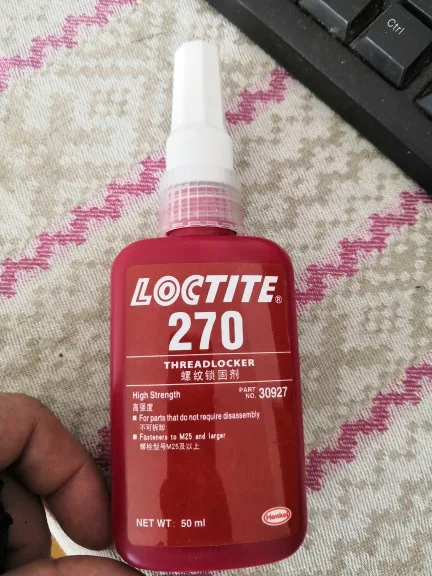 Ctrl
LOCTITE®
270
THREADLOCKER
螺纹锁固剂
High Strength
PART NO. 30927
高强度
■ For parts that do not require disassembly
不可拆卸
■ Fasteners to M25 and larger
螺栓型号M25及以上
NET WT: 50 ml
Henkel